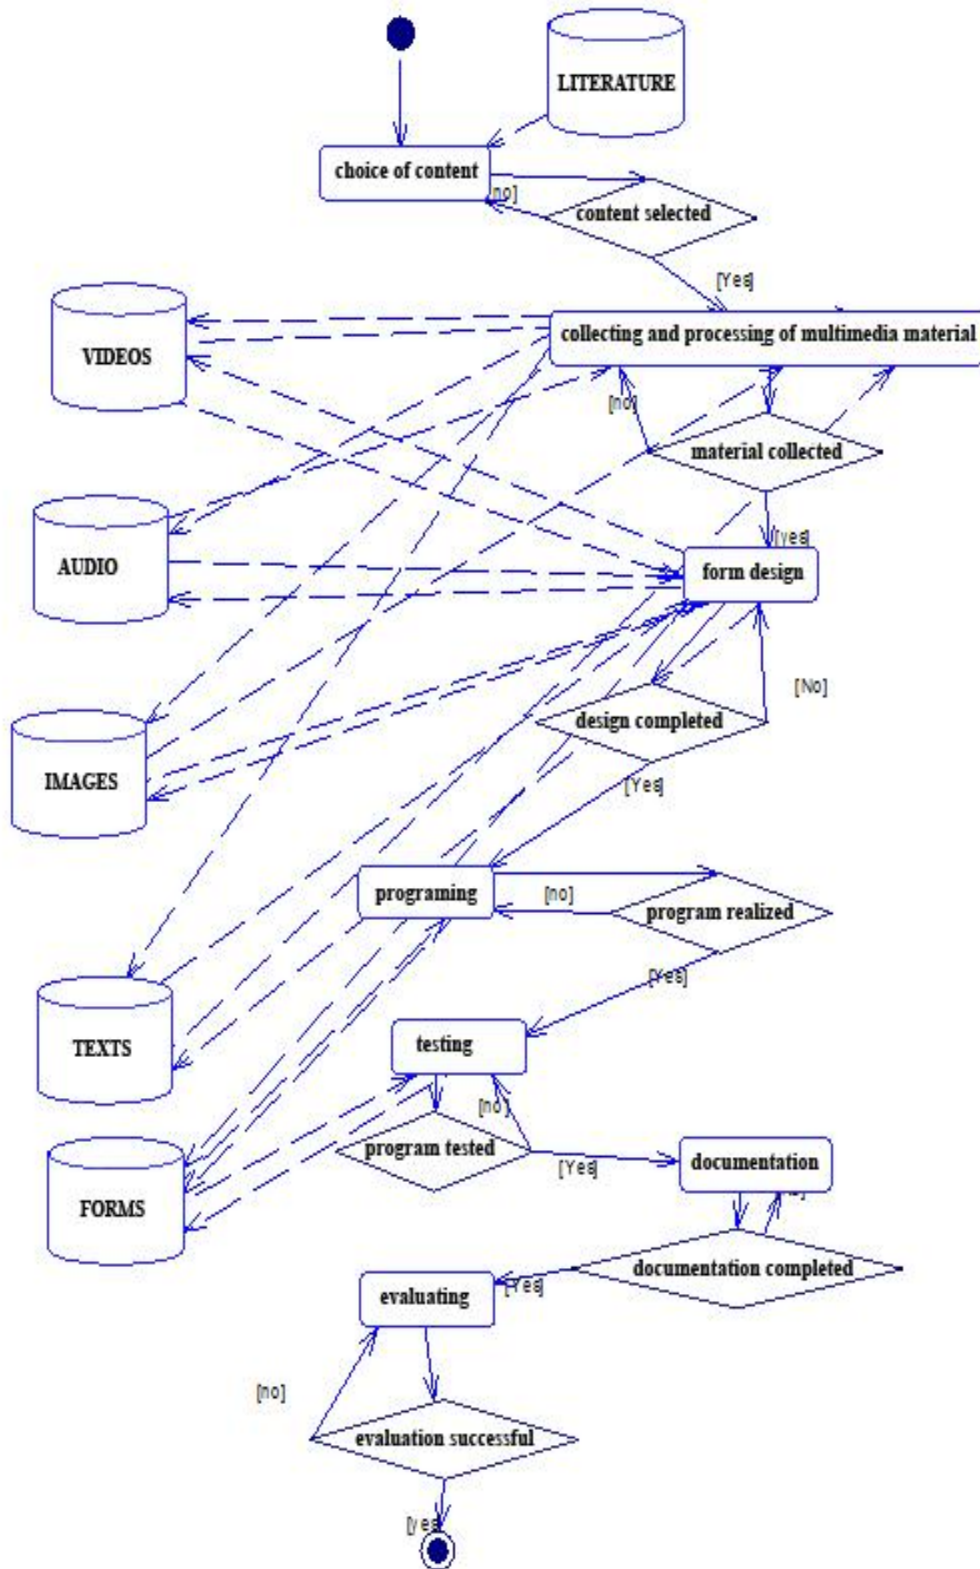 LITERATURE
choice of content
[no]
content selected
[Yes]
collecting and processing of multimedia material
VIDEOS
[no]
material collected
[yes]
AUDIO
form design
[No]
design completed
IMAGES
[Yes]
programing
[no]
program realized
[Yes]
TEXTS
testing
[no]
program tested
[Yes]
documentation
FORMS
documentation completed
[Yes]
evaluating
[no]
evaluation successful
[yes